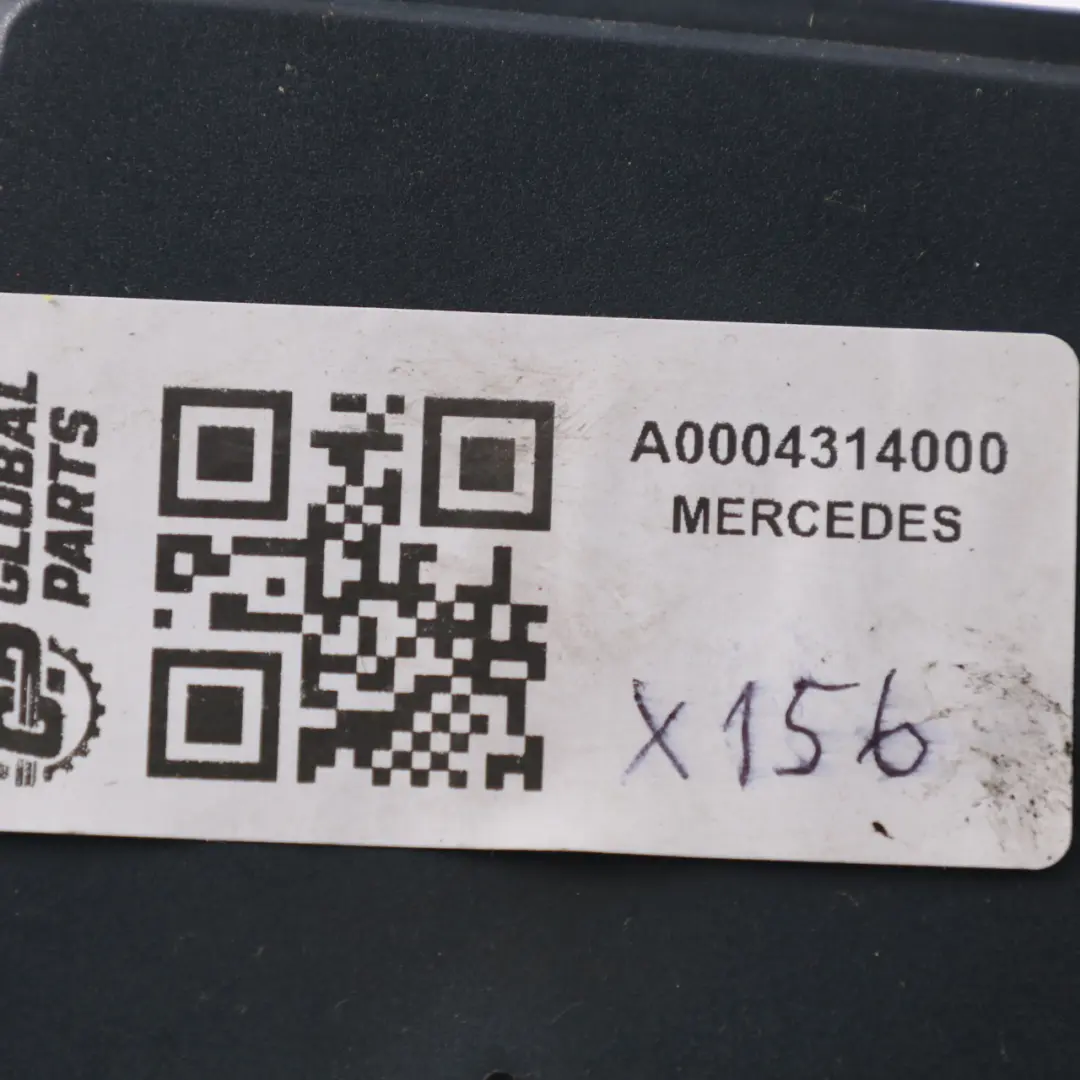 GLOBAL
PARTS
A0004314000
MERCEDES
X156